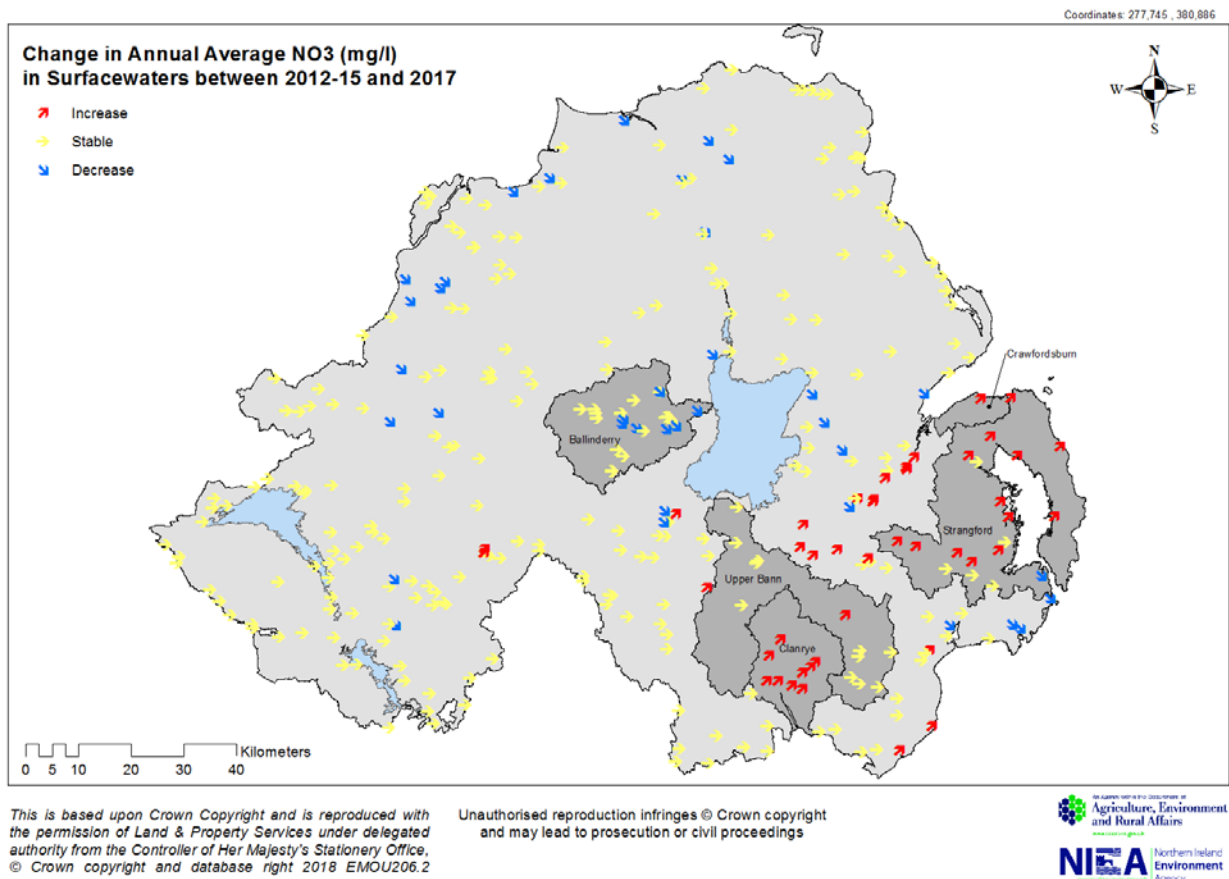 Coordinates: 277,745 , 380,886
Change in Annual Average NO3 (mg/l)
in Surfacewaters between 2012-15 and 2017
Increase
Stable
Decrease
N
W
E
S
Crawfordsburn
Ballinderry
Strangford
Upper Bann
Clanrye
Kilometers
0 5 10 20 30 40
This is based upon Crown Copyright and is reproduced with
the permission of Land & Property Services under delegated
authority from the Controller of Her Majesty's Stationery Office,
© Crown copyright and database right 2018 EMOU206.2
Unauthorised reproduction infringes © Crown copyright
and may lead to prosecution or civil proceedings
Agriculture, Environment
and Rural Affairs
NIEA
Northern Ireland
Environment
Agency